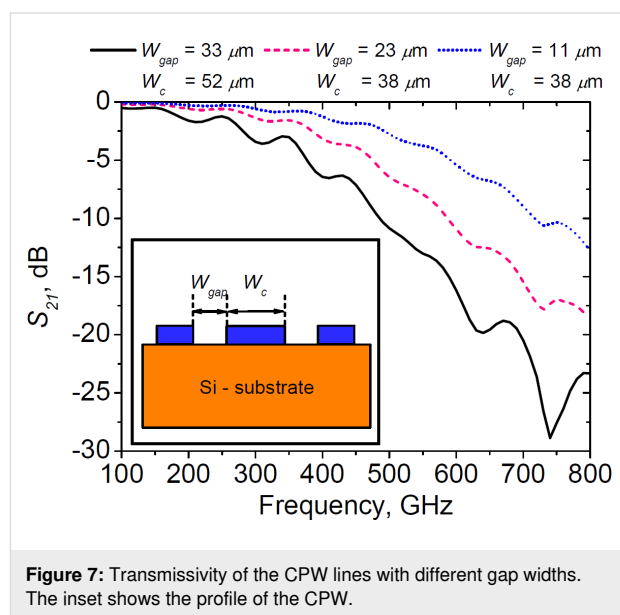 W_gap = 33 μm W_gap = 23 μm W_gap = 11 μm
W_c = 52 μm W_c = 38 μm W_c = 38 μm
0
-5
-10
-15
-20
-25
-30
S_21, dB
W_gap W_c
Si - substrate
100 200 300 400 500 600 700 800
Frequency, GHz
Figure 7: Transmissivity of the CPW lines with different gap widths.
The inset shows the profile of the CPW.